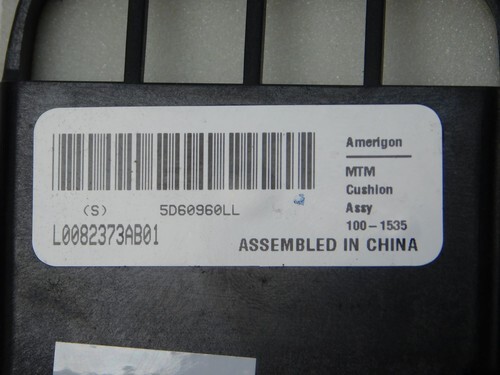 Amerigon
MTM
Cushion
Assy
100-1535
(S) 5D60960LL
L0082373AB01
ASSEMBLED IN CHINA